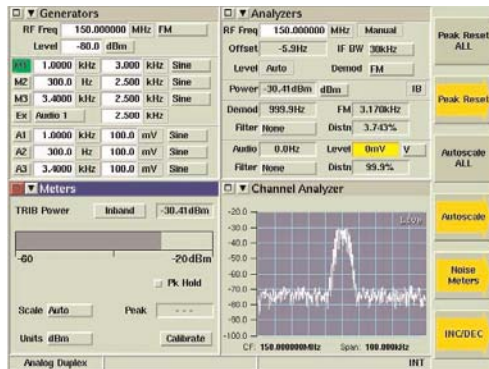 Generators
RF Freq 150.000000 MHz FM
Level -80.0 dBm
M1 1.0000 kHz 3.000 kHz Sine
M2 300.0 Hz 2.500 kHz Sine
M3 3.4000 kHz 2.500 kHz Sine
Ex Audio 1 2.500 kHz
A1 1.0000 kHz 100.0 mV Sine
A2 300.0 Hz 100.0 mV Sine
A3 3.4000 kHz 100.0 mV Sine
Analyzers
RF Freq 150.000000 MHz Manual
Offset -5.9Hz IF BW 30kHz
Level Auto Demod FM
Power -30.41dBm dBm IB
Demod 999.9Hz FM 3.170kHz
Filter None Distn 3.743%
Audio 0.0Hz Level 0mV V
Filter None Distn 99.9%
Meters
TRIB Power Inband -30.41dBm
-60 -20dBm
Pk Hold
Scale Auto Peak ---
Units dBm Calibrate
Channel Analyzer
Live
-20.0
-30.0
-40.0
-50.0
-60.0
-70.0
-80.0
-90.0
-100.0
CF: 150.000000MHz Span: 100.000kHz
Peak Reset
ALL
Peak Reset
Autoscale
ALL
Autoscale
Noise
Meters
INC/DEC
Analog Duplex INT